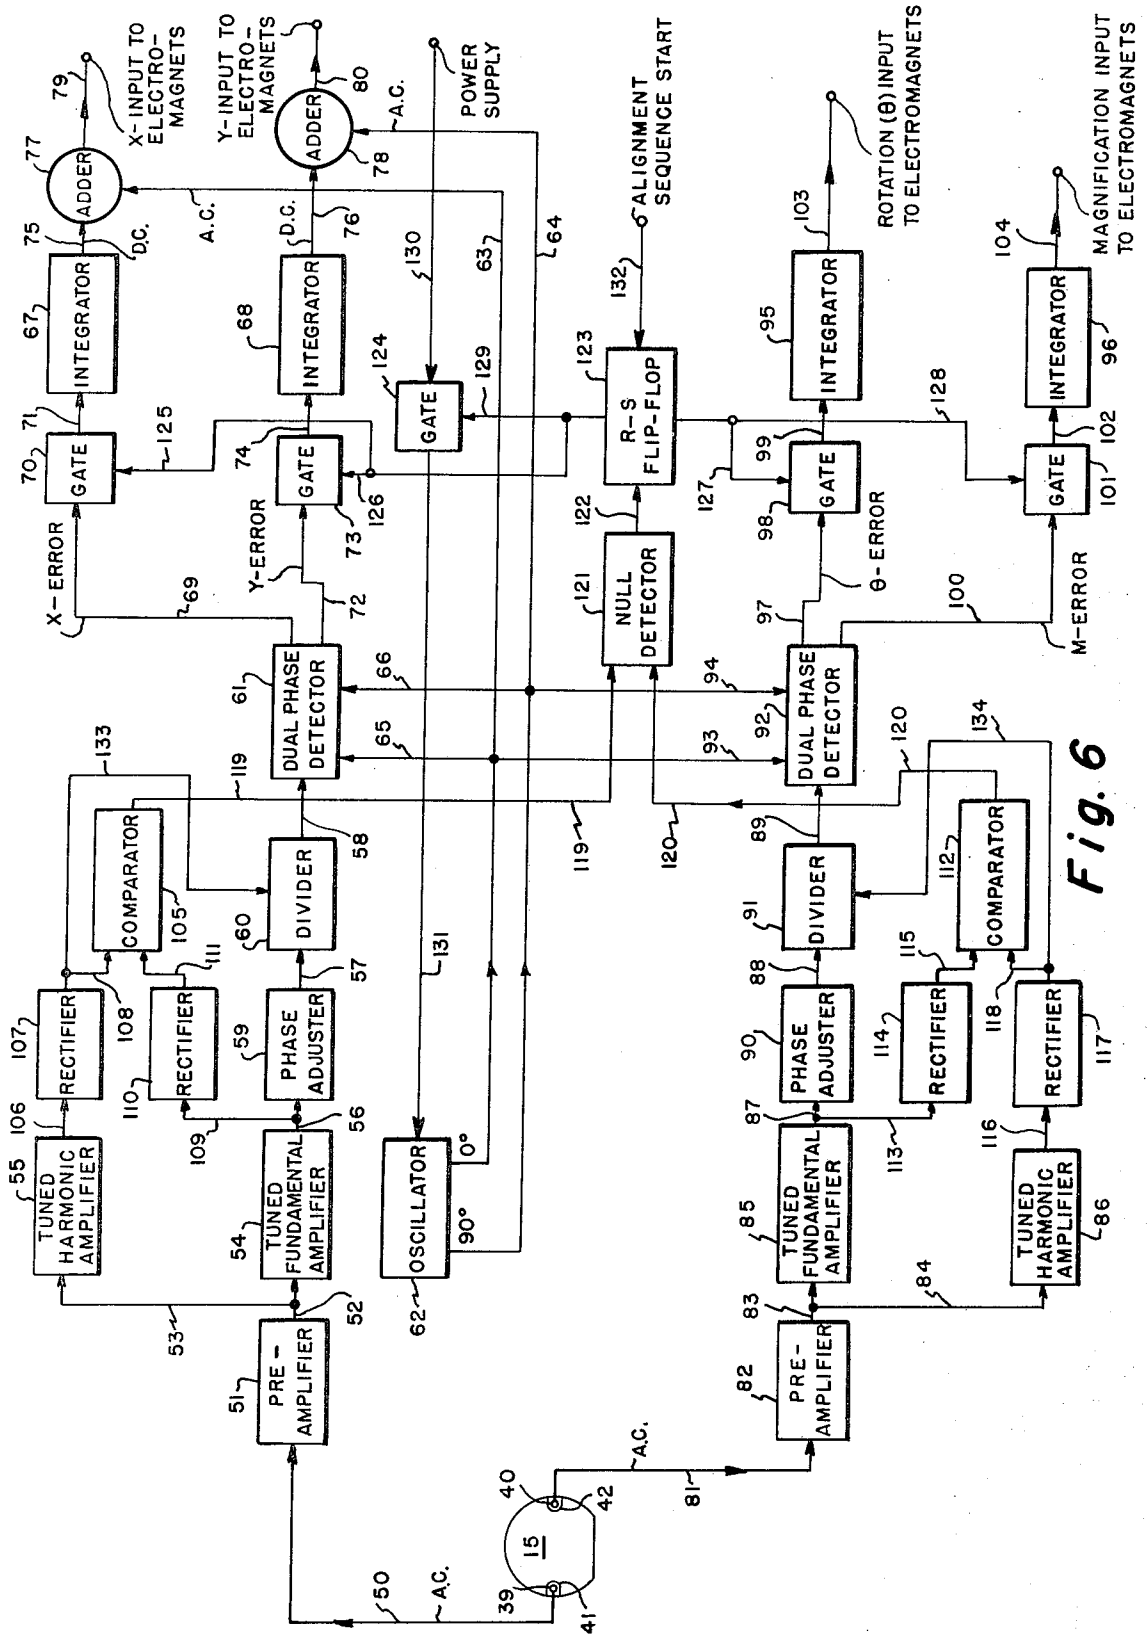 79
X-INPUT TO
ELECTRO-
MAGNETS
77
ADDER
75
D.C.
A.C.
67
INTEGRATOR
71
70
GATE
125
X-ERROR
69
Y-INPUT TO
ELECTRO-
MAGNETS
80
ADDER
78
A.C.
D.C.
76
68
INTEGRATOR
74
GATE
73
126
Y-ERROR
72
POWER
SUPPLY
130
63
64
124
GATE
129
ALIGNMENT
SEQUENCE START
132
123
R-S
FLIP-FLOP
122
121
NULL
DETECTOR
ROTATION (θ) INPUT
TO ELECTROMAGNETS
103
95
INTEGRATOR
99
98
GATE
127
128
θ-ERROR
97
MAGNIFICATION INPUT
TO ELECTROMAGNETS
104
INTEGRATOR
96
102
GATE
101
100
M-ERROR
61
DUAL PHASE
DETECTOR
66
65
94
93
92
DUAL PHASE
DETECTOR
133
119
119
120
120
134
COMPARATOR
105
58
60
DIVIDER
57
89
91
DIVIDER
88
112
COMPARATOR
107
RECTIFIER
108
111
110
RECTIFIER
109
106
59
PHASE
ADJUSTER
56
131
90
PHASE
ADJUSTER
87
115
114
RECTIFIER
113
118
RECTIFIER
117
116
55
TUNED
HARMONIC
AMPLIFIER
53
54
TUNED
FUNDAMENTAL
AMPLIFIER
52
OSCILLATOR
62
0°
90°
85
TUNED
FUNDAMENTAL
AMPLIFIER
83
84
TUNED
HARMONIC
AMPLIFIER
86
51
PRE-
AMPLIFIER
82
PRE-
AMPLIFIER
50
A.C.
39
41
15
40
42
A.C.
81
Fig. 6